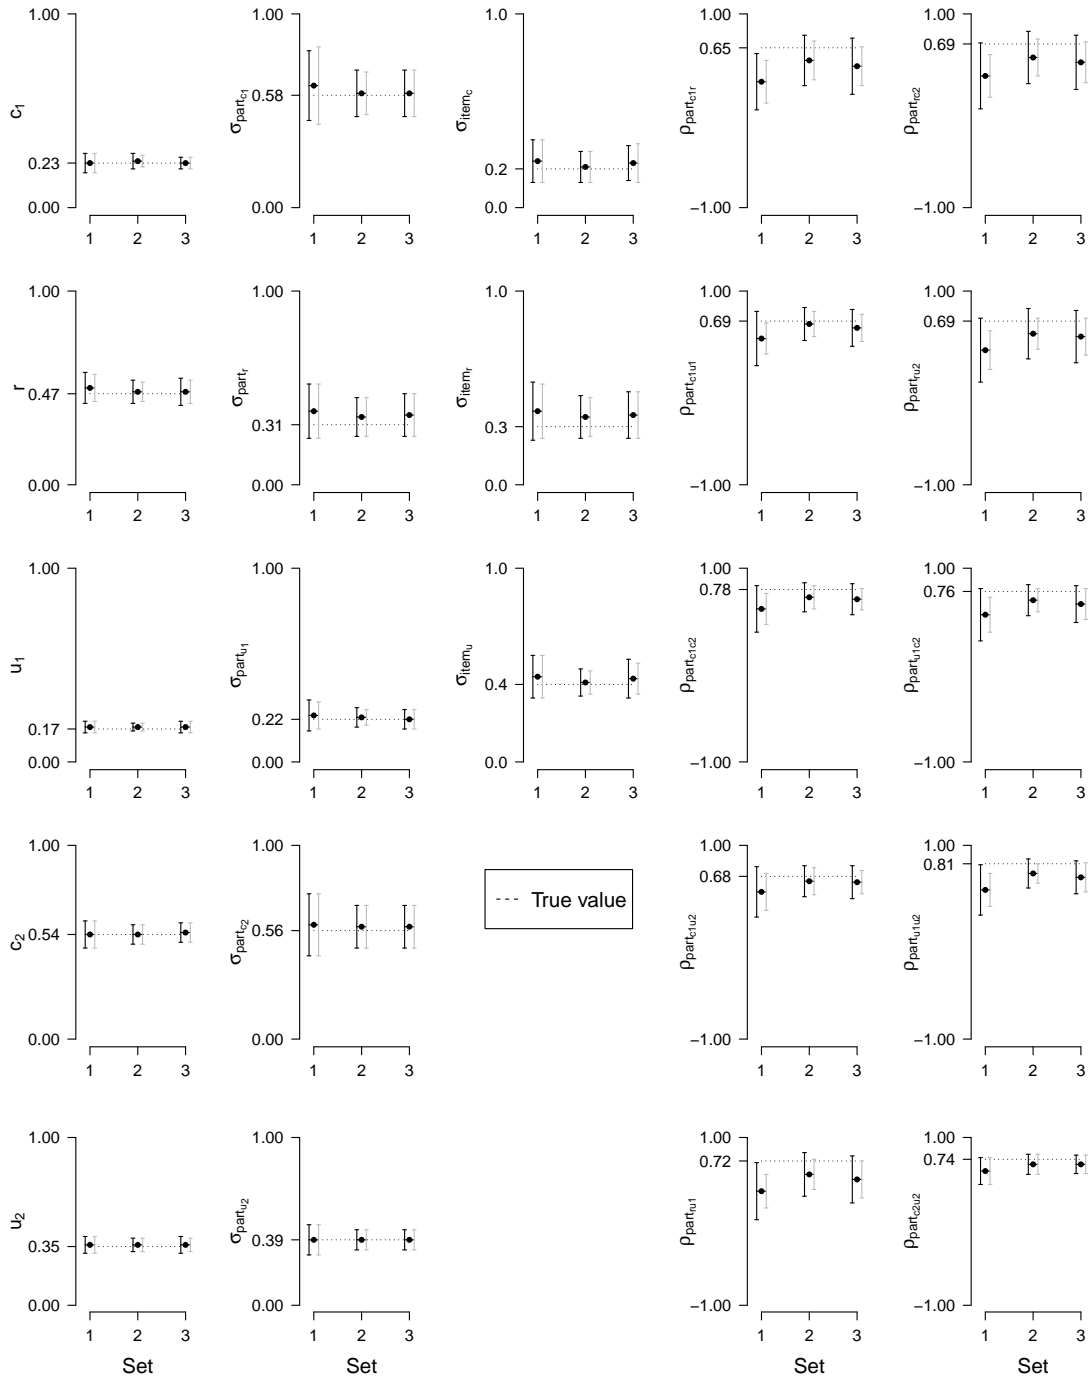 c1
1.00
0.23
0.00
1 2 3
σpartc1
1.00
0.58
0.00
1 2 3
σitemc
1.0
0.2
0.0
1 2 3
ρpartc1r
1.00
0.65
−1.00
1 2 3
ρpartrc2
1.00
0.69
−1.00
1 2 3
r
1.00
0.47
0.00
1 2 3
σpartr
1.00
0.31
0.00
1 2 3
σitemr
1.0
0.3
0.0
1 2 3
ρpartc1u1
1.00
0.69
−1.00
1 2 3
ρpartru2
1.00
0.69
−1.00
1 2 3
u1
1.00
0.17
0.00
1 2 3
σpartu1
1.00
0.22
0.00
1 2 3
σitemu
1.0
0.4
0.0
1 2 3
ρpartc1c2
1.00
0.78
−1.00
1 2 3
ρpartu1c2
1.00
0.76
−1.00
1 2 3
c2
1.00
0.54
0.00
1 2 3
σpartc2
1.00
0.56
0.00
1 2 3
True value
ρpartc1u2
1.00
0.68
−1.00
1 2 3
ρpartu1u2
1.00
0.81
−1.00
1 2 3
u2
1.00
0.35
0.00
1 2 3
Set
σpartu2
1.00
0.39
0.00
1 2 3
Set
ρpartru1
1.00
0.72
−1.00
1 2 3
Set
ρpartc2u2
1.00
0.74
−1.00
1 2 3
Set